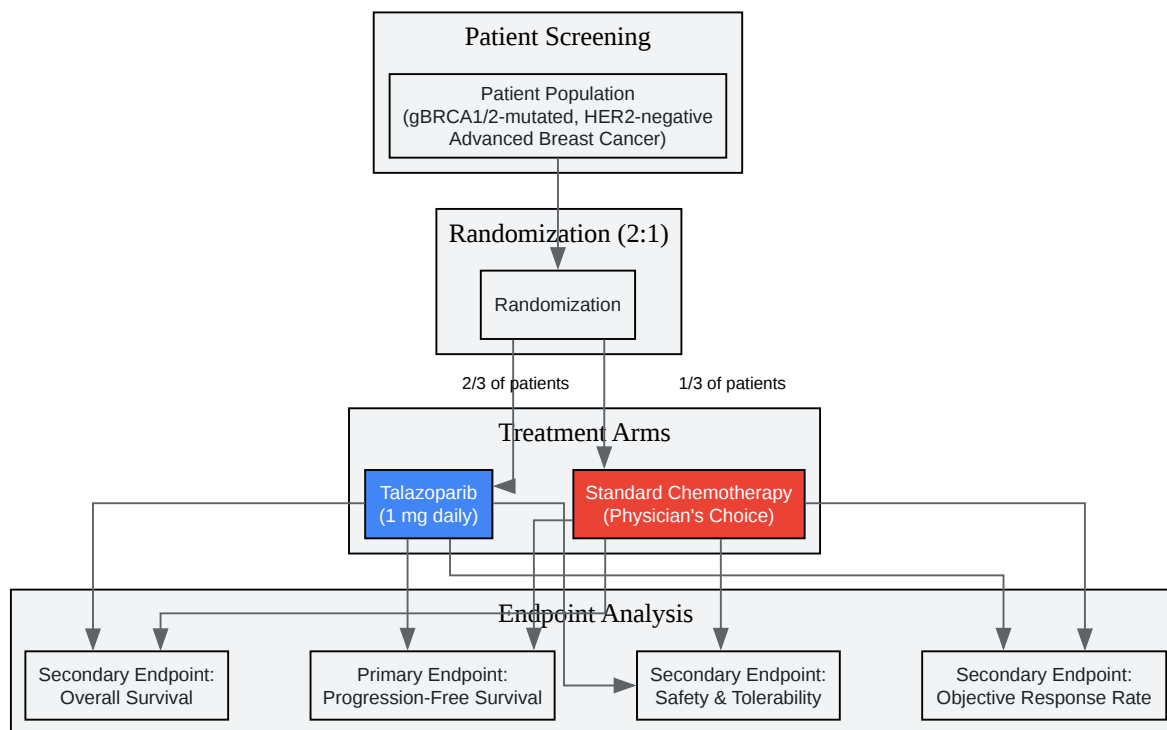 Patient Screening
Patient Population
(gBRCA1/2-mutated, HER2-negative
Advanced Breast Cancer)
Randomization (2:1)
Randomization
2/3 of patients
1/3 of patients
Treatment Arms
Talazoparib
(1 mg daily)
Standard Chemotherapy
(Physician's Choice)
Endpoint Analysis
Secondary Endpoint:
Overall Survival
Primary Endpoint:
Progression-Free Survival
Secondary Endpoint:
Safety & Tolerability
Secondary Endpoint:
Objective Response Rate